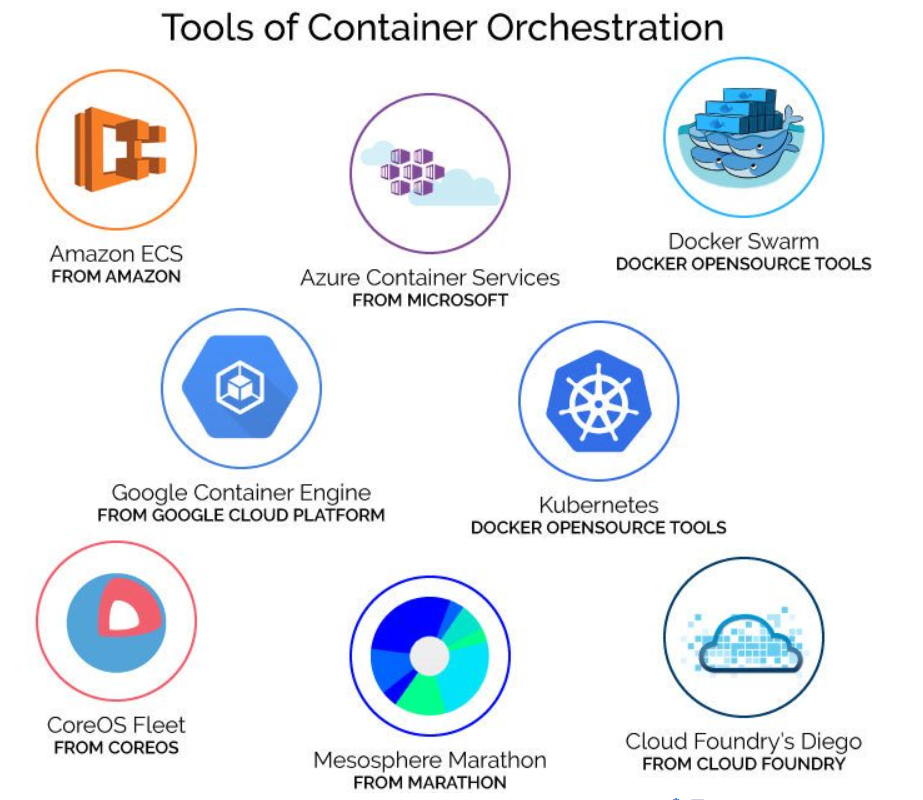 Tools of Container Orchestration
Amazon ECS
FROM AMAZON
Azure Container Services
FROM MICROSOFT
Docker Swarm
DOCKER OPENSOURCE TOOLS
Google Container Engine
FROM GOOGLE CLOUD PLATFORM
Kubernetes
DOCKER OPENSOURCE TOOLS
CoreOS Fleet
FROM COREOS
Mesosphere Marathon
FROM MARATHON
Cloud Foundry's Diego
FROM CLOUD FOUNDRY